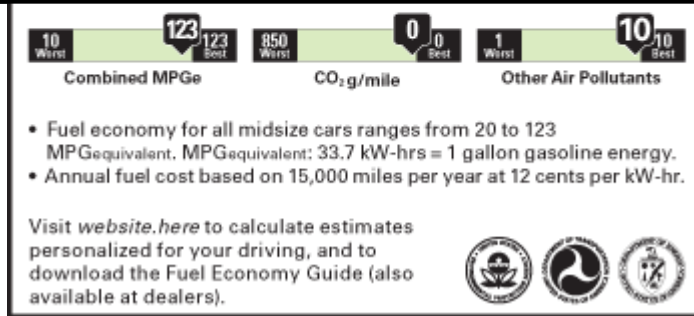 123
10 Worst
123 Best
Combined MPGe
0
850 Worst
0 Best
CO₂ g/mile
10
1 Worst
10 Best
Other Air Pollutants
• Fuel economy for all midsize cars ranges from 20 to 123
MPGequivalent. MPGequivalent: 33.7 kW-hrs = 1 gallon gasoline energy.
• Annual fuel cost based on 15,000 miles per year at 12 cents per kW-hr.
Visit website.here to calculate estimates
personalized for your driving, and to
download the Fuel Economy Guide (also
available at dealers).